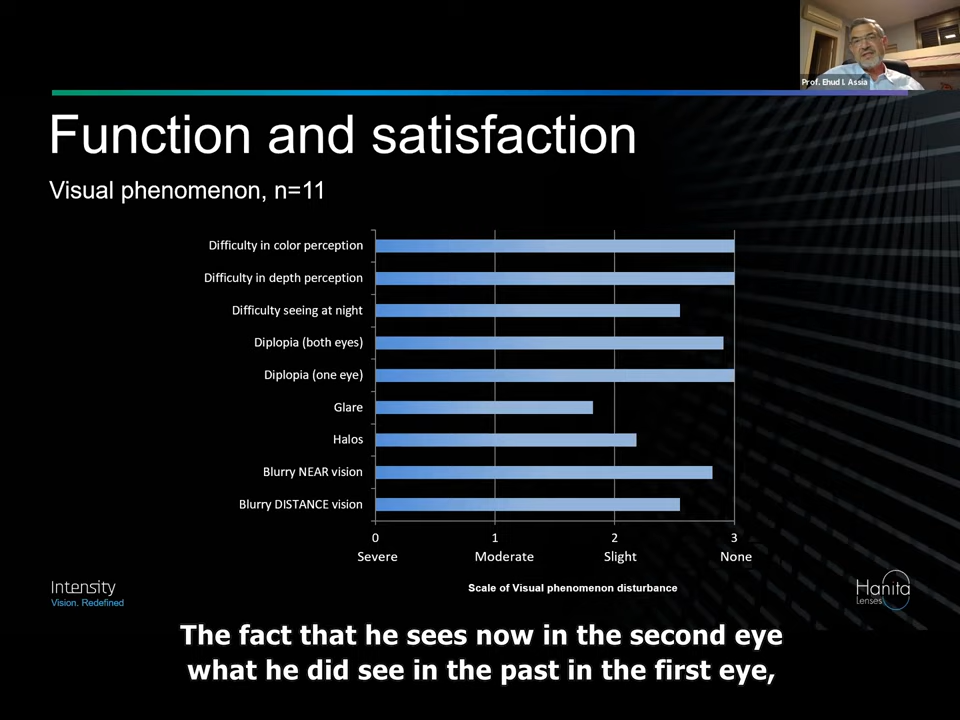 Prof. Ehud I. Assia
Function and satisfaction
Visual phenomenon, n=11
Difficulty in color perception
Difficulty in depth perception
Difficulty seeing at night
Diplopia (both eyes)
Diplopia (one eye)
Glare
Halos
Blurry NEAR vision
Blurry DISTANCE vision
0 1 2 3
Severe Moderate Slight None
Scale of Visual phenomenon disturbance
Intensity
Vision. Redefined
Hanita
Lenses
The fact that he sees now in the second eye
what he did see in the past in the first eye,